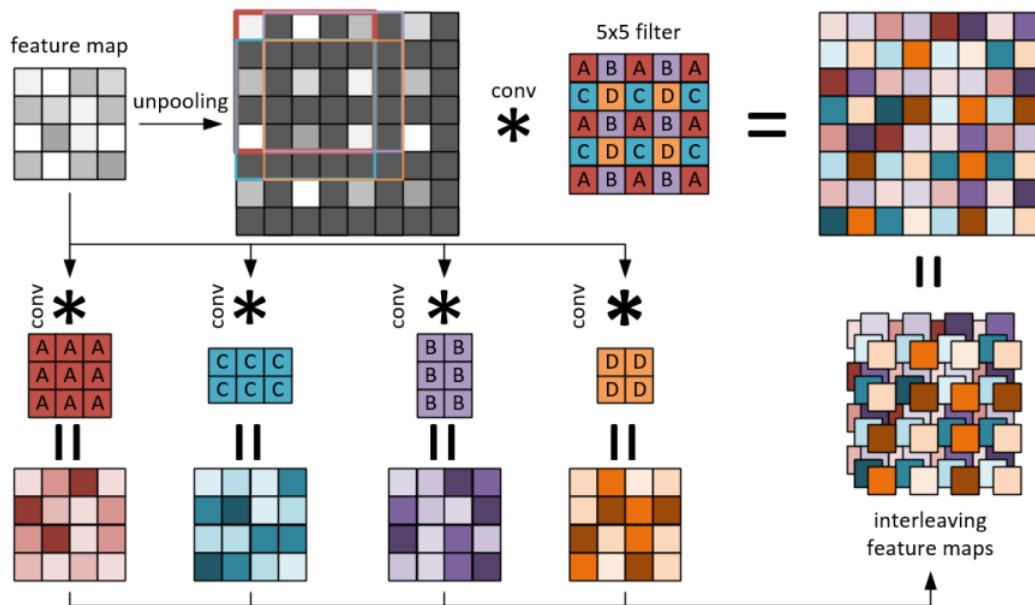 feature map
unpooling
conv
*
5x5 filter
A B A B A
C D C D C
A B A B A
C D C D C
A B A B A
=
conv
*
A A A
A A A
A A A
=
conv
*
C C C
C C C
=
conv
*
B B
B B
B B
=
conv
*
D D
D D
=
=
interleaving
feature maps